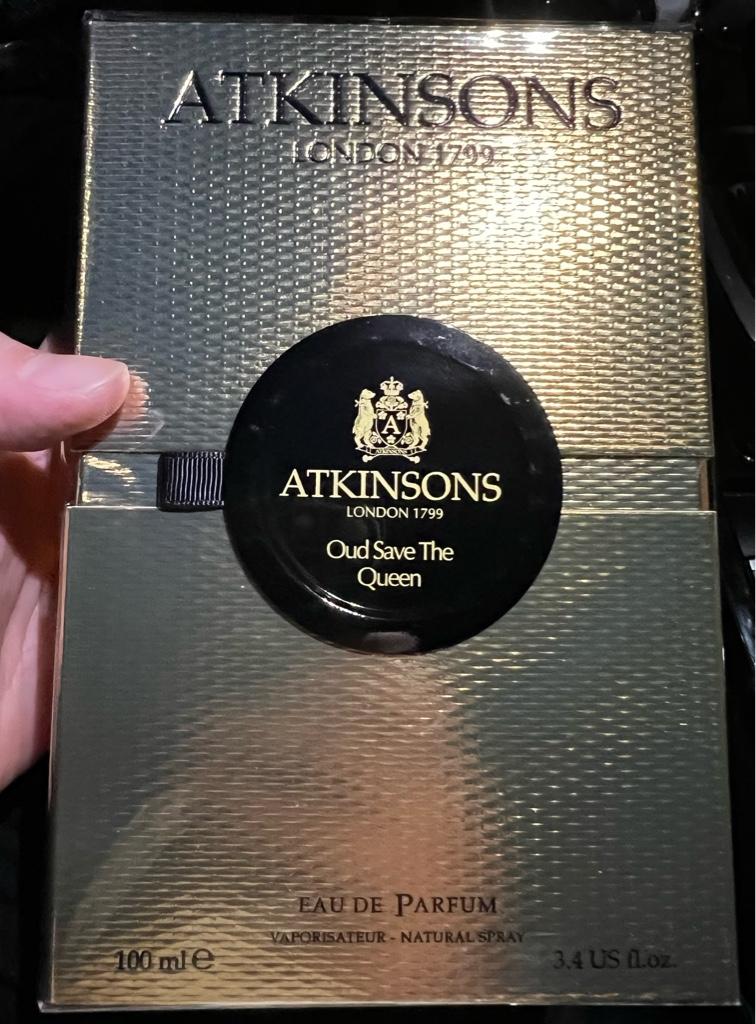 ATKINSONS
LONDON 1799
A
ATKINSONS
ATKINSONS
LONDON 1799
Oud Save The
Queen
EAU DE PARFUM
VAPORISATEUR - NATURAL SPRAY
100 ml ℮
3.4 US fl.oz.